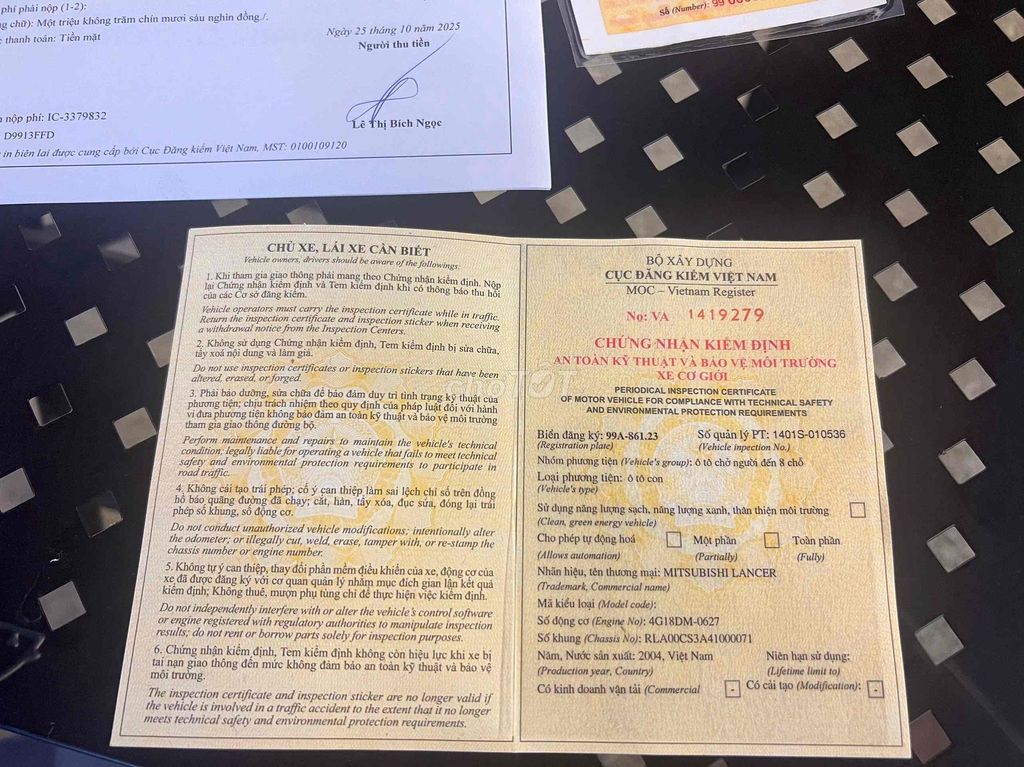 phí phải nộp (1-2):
g chữ): Một triệu không trăm chín mươi sáu nghìn đồng./.
thanh toán: Tiền mặt
Ngày 25 tháng 10 năm 2025
Người thu tiền
Lê Thị Bích Ngọc
nộp phí: IC-3379832
D9913FFD
in biên lai được cung cấp bởi Cục Đăng kiểm Việt Nam, MST: 0100109120
Số (Number): 99
CHỦ XE, LÁI XE CẦN BIẾT
Vehicle owners, drivers should be aware of the followings:
1. Khi tham gia giao thông phải mang theo Chứng nhận kiểm định. Nộp
lại Chứng nhận kiểm định và Tem kiểm định khi có thông báo thu hồi
của các Cơ sở đăng kiểm.
Vehicle operators must carry the inspection certificate while in traffic.
Return the inspection certificate and inspection sticker when receiving
a withdrawal notice from the Inspection Centers.
2. Không sử dụng Chứng nhận kiểm định, Tem kiểm định bị sửa chữa,
tẩy xoá nội dung và làm giả.
Do not use inspection certificates or inspection stickers that have been
altered, erased, or forged.
3. Phải bảo dưỡng, sửa chữa để bảo đảm duy trì tình trạng kỹ thuật của
phương tiện; chịu trách nhiệm theo quy định của pháp luật đối với hành
vi đưa phương tiện không bảo đảm an toàn kỹ thuật và bảo vệ môi trường
tham gia giao thông đường bộ.
Perform maintenance and repairs to maintain the vehicle's technical
condition; legally liable for operating a vehicle that fails to meet technical
safety and environmental protection requirements to participate in
road traffic.
4. Không cải tạo trái phép; cố ý can thiệp làm sai lệch chỉ số trên đồng
hồ báo quãng đường đã chạy; cắt, hàn, tẩy xóa, đục sửa, đóng lại trái
phép số khung, số động cơ.
Do not conduct unauthorized vehicle modifications; intentionally alter
the odometer; or illegally cut, weld, erase, tamper with, or re-stamp the
chassis number or engine number.
5. Không tự ý can thiệp, thay đổi phần mềm điều khiển của xe, động cơ của
xe đã được đăng ký với cơ quan quản lý nhằm mục đích gian lận kết quả
kiểm định; Không thuê, mượn phụ tùng chỉ để thực hiện việc kiểm định.
Do not independently interfere with or alter the vehicle's control software
or engine registered with regulatory authorities to manipulate inspection
results; do not rent or borrow parts solely for inspection purposes.
6. Chứng nhận kiểm định, Tem kiểm định không còn hiệu lực khi xe bị
tai nạn giao thông đến mức không đảm bảo an toàn kỹ thuật và bảo vệ
môi trường.
The inspection certificate and inspection sticker are no longer valid if
the vehicle is involved in a traffic accident to the extent that it no longer
meets technical safety and environmental protection requirements.
BỘ XÂY DỰNG
CỤC ĐĂNG KIỂM VIỆT NAM
MOC – Vietnam Register
No: VA 1419279
CHỨNG NHẬN KIỂM ĐỊNH
AN TOÀN KỸ THUẬT VÀ BẢO VỆ MÔI TRƯỜNG
XE CƠ GIỚI
PERIODICAL INSPECTION CERTIFICATE
OF MOTOR VEHICLE FOR COMPLIANCE WITH TECHNICAL SAFETY
AND ENVIRONMENTAL PROTECTION REQUIREMENTS
Biển đăng ký: 99A-861.23 Số quản lý PT: 1401S-010536
(Registration plate) (Vehicle inpection No.)
Nhóm phương tiện (Vehicle's group): ô tô chở người đến 8 chỗ
Loại phương tiện: ô tô con
(Vehicle's type)
Sử dụng năng lượng sạch, năng lượng xanh, thân thiện môi trường
(Clean, green energy vehicle)
Cho phép tự động hoá Một phần Toàn phần
(Allows automation) (Partially) (Fully)
Nhãn hiệu, tên thương mại: MITSUBISHI LANCER
(Trademark, Commercial name)
Mã kiểu loại (Model code):
Số động cơ (Engine No): 4G18DM-0627
Số khung (Chassis No): RLA00CS3A41000071
Năm, Nước sản xuất: 2004, Việt Nam Niên hạn sử dụng:
(Production year, Country) (Lifetime limit to)
Có kinh doanh vận tải (Commercial - Có cải tạo (Modification): -
chợTỐT